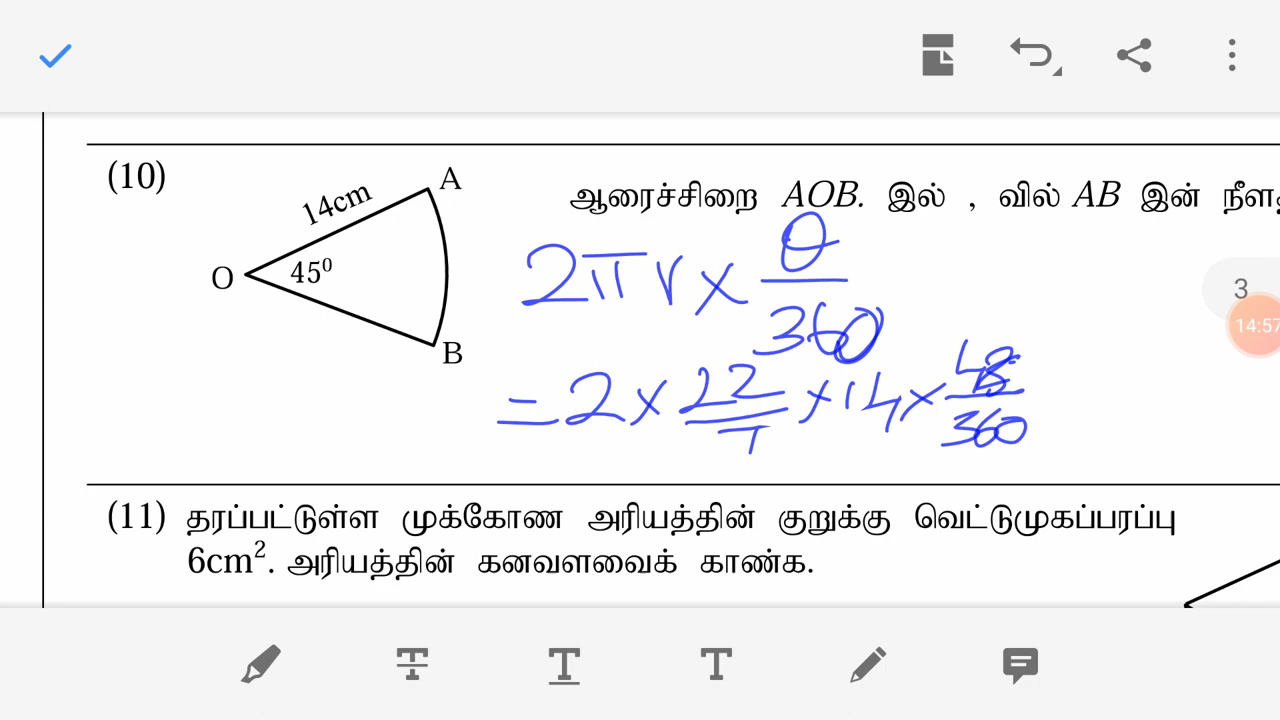 (10)
14cm
A
O
45⁰
B
ஆரைச்சிறை AOB. இல் , வில் AB இன்
2πr × θ/360
3
14:57
= 2 × 22/7 × 14 × 45/360
(11) தரப்பட்டுள்ள முக்கோண அரியத்தின் குறுக்கு வெட்டுமுகப்பரப்பு
6cm². அரியத்தின் கனவளவைக் காண்க.
T
T
T